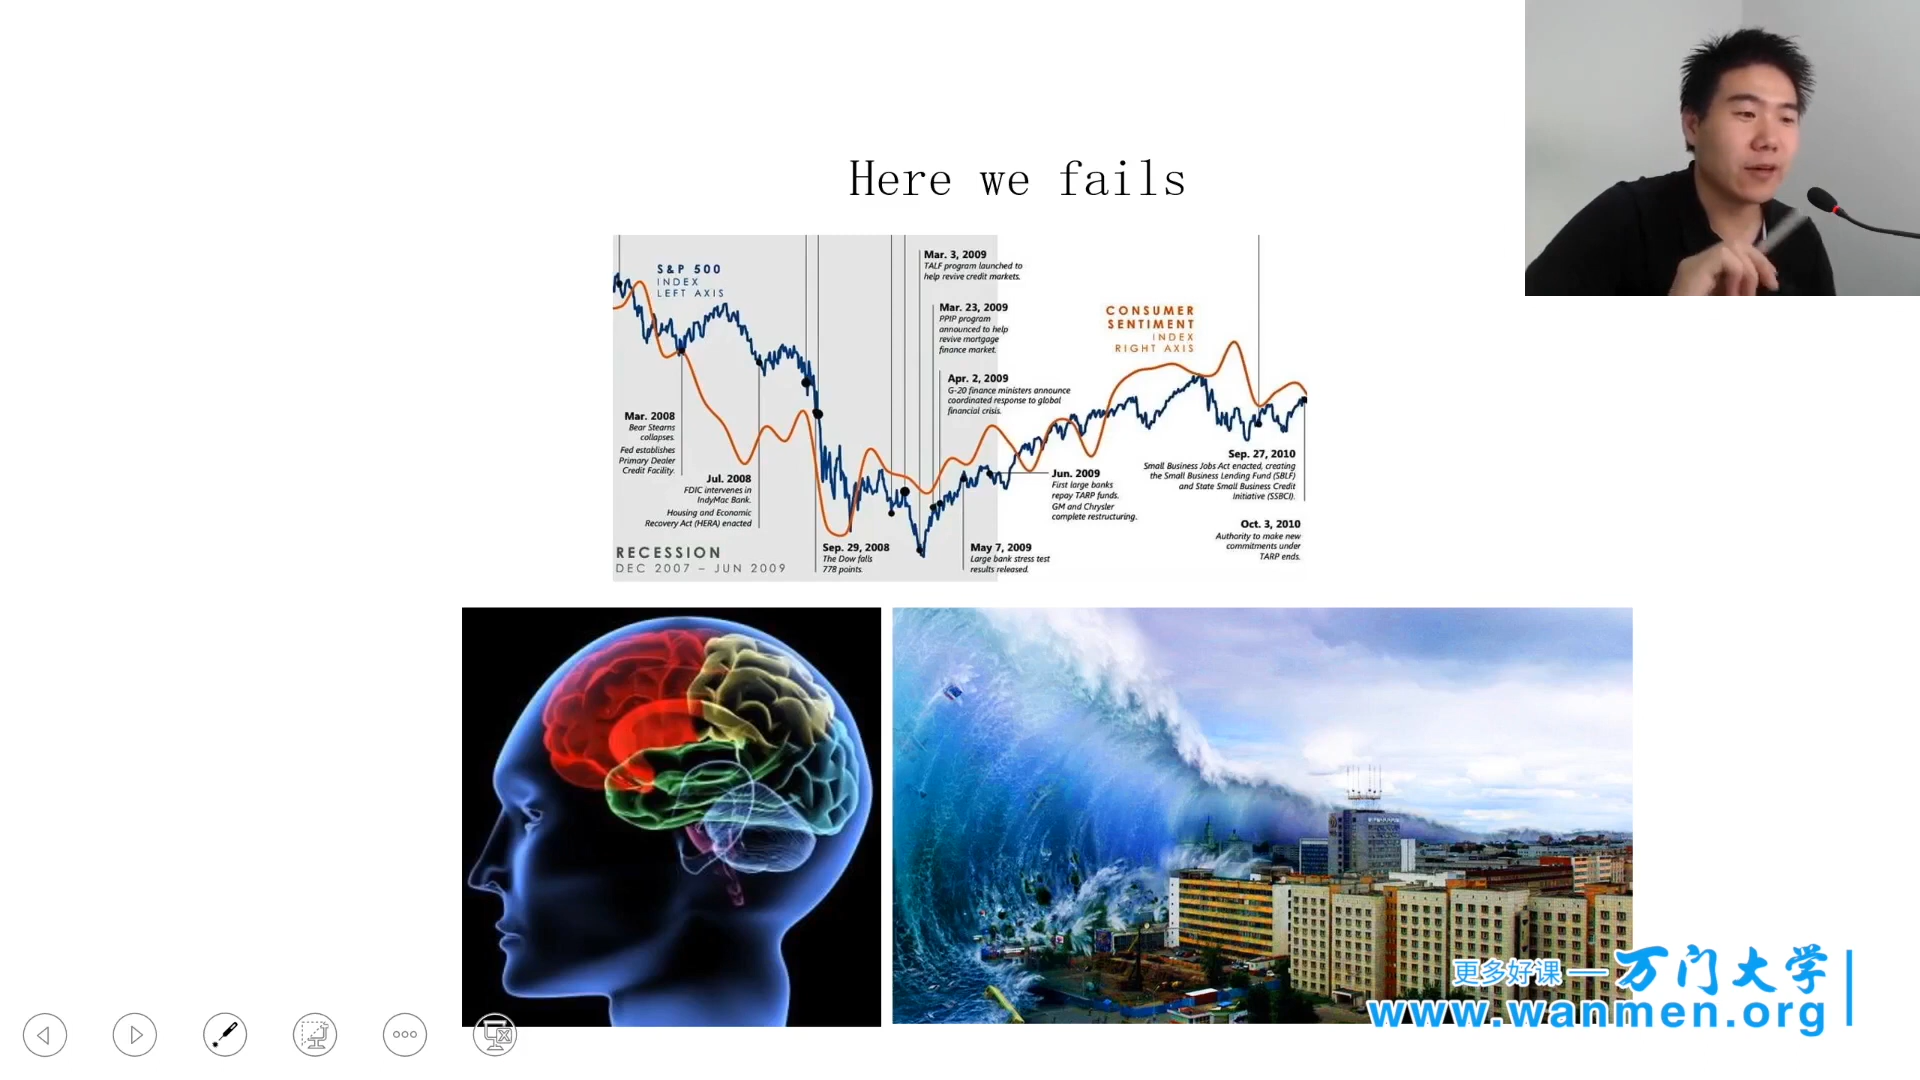 Here we fails
S&P 500
INDEX
LEFT AXIS
Mar. 3, 2009
TALF program launched to
help revive credit markets.
Mar. 23, 2009
PPIP program
announced to help
revive mortgage
finance market.
Apr. 2, 2009
G-20 finance ministers announce
coordinated response to global
financial crisis.
CONSUMER
SENTIMENT
INDEX
RIGHT AXIS
Mar. 2008
Bear Stearns
collapses.
Fed establishes
Primary Dealer
Credit Facility.
Jul. 2008
FDIC intervenes in
IndyMac Bank.
Housing and Economic
Recovery Act (HERA) enacted
RECESSION
DEC 2007 – JUN 2009
Sep. 29, 2008
The Dow falls
778 points.
May 7, 2009
Large bank stress test
results released.
Jun. 2009
First large banks
repay TARP funds.
GM and Chrysler
complete restructuring.
Sep. 27, 2010
Small Business Jobs Act enacted, creating
the Small Business Lending Fund (SBLF)
and State Small Business Credit
Initiative (SSBCI).
Oct. 3, 2010
Authority to make new
commitments under
TARP ends.
更多好课 — 万门大学
www.wanmen.org